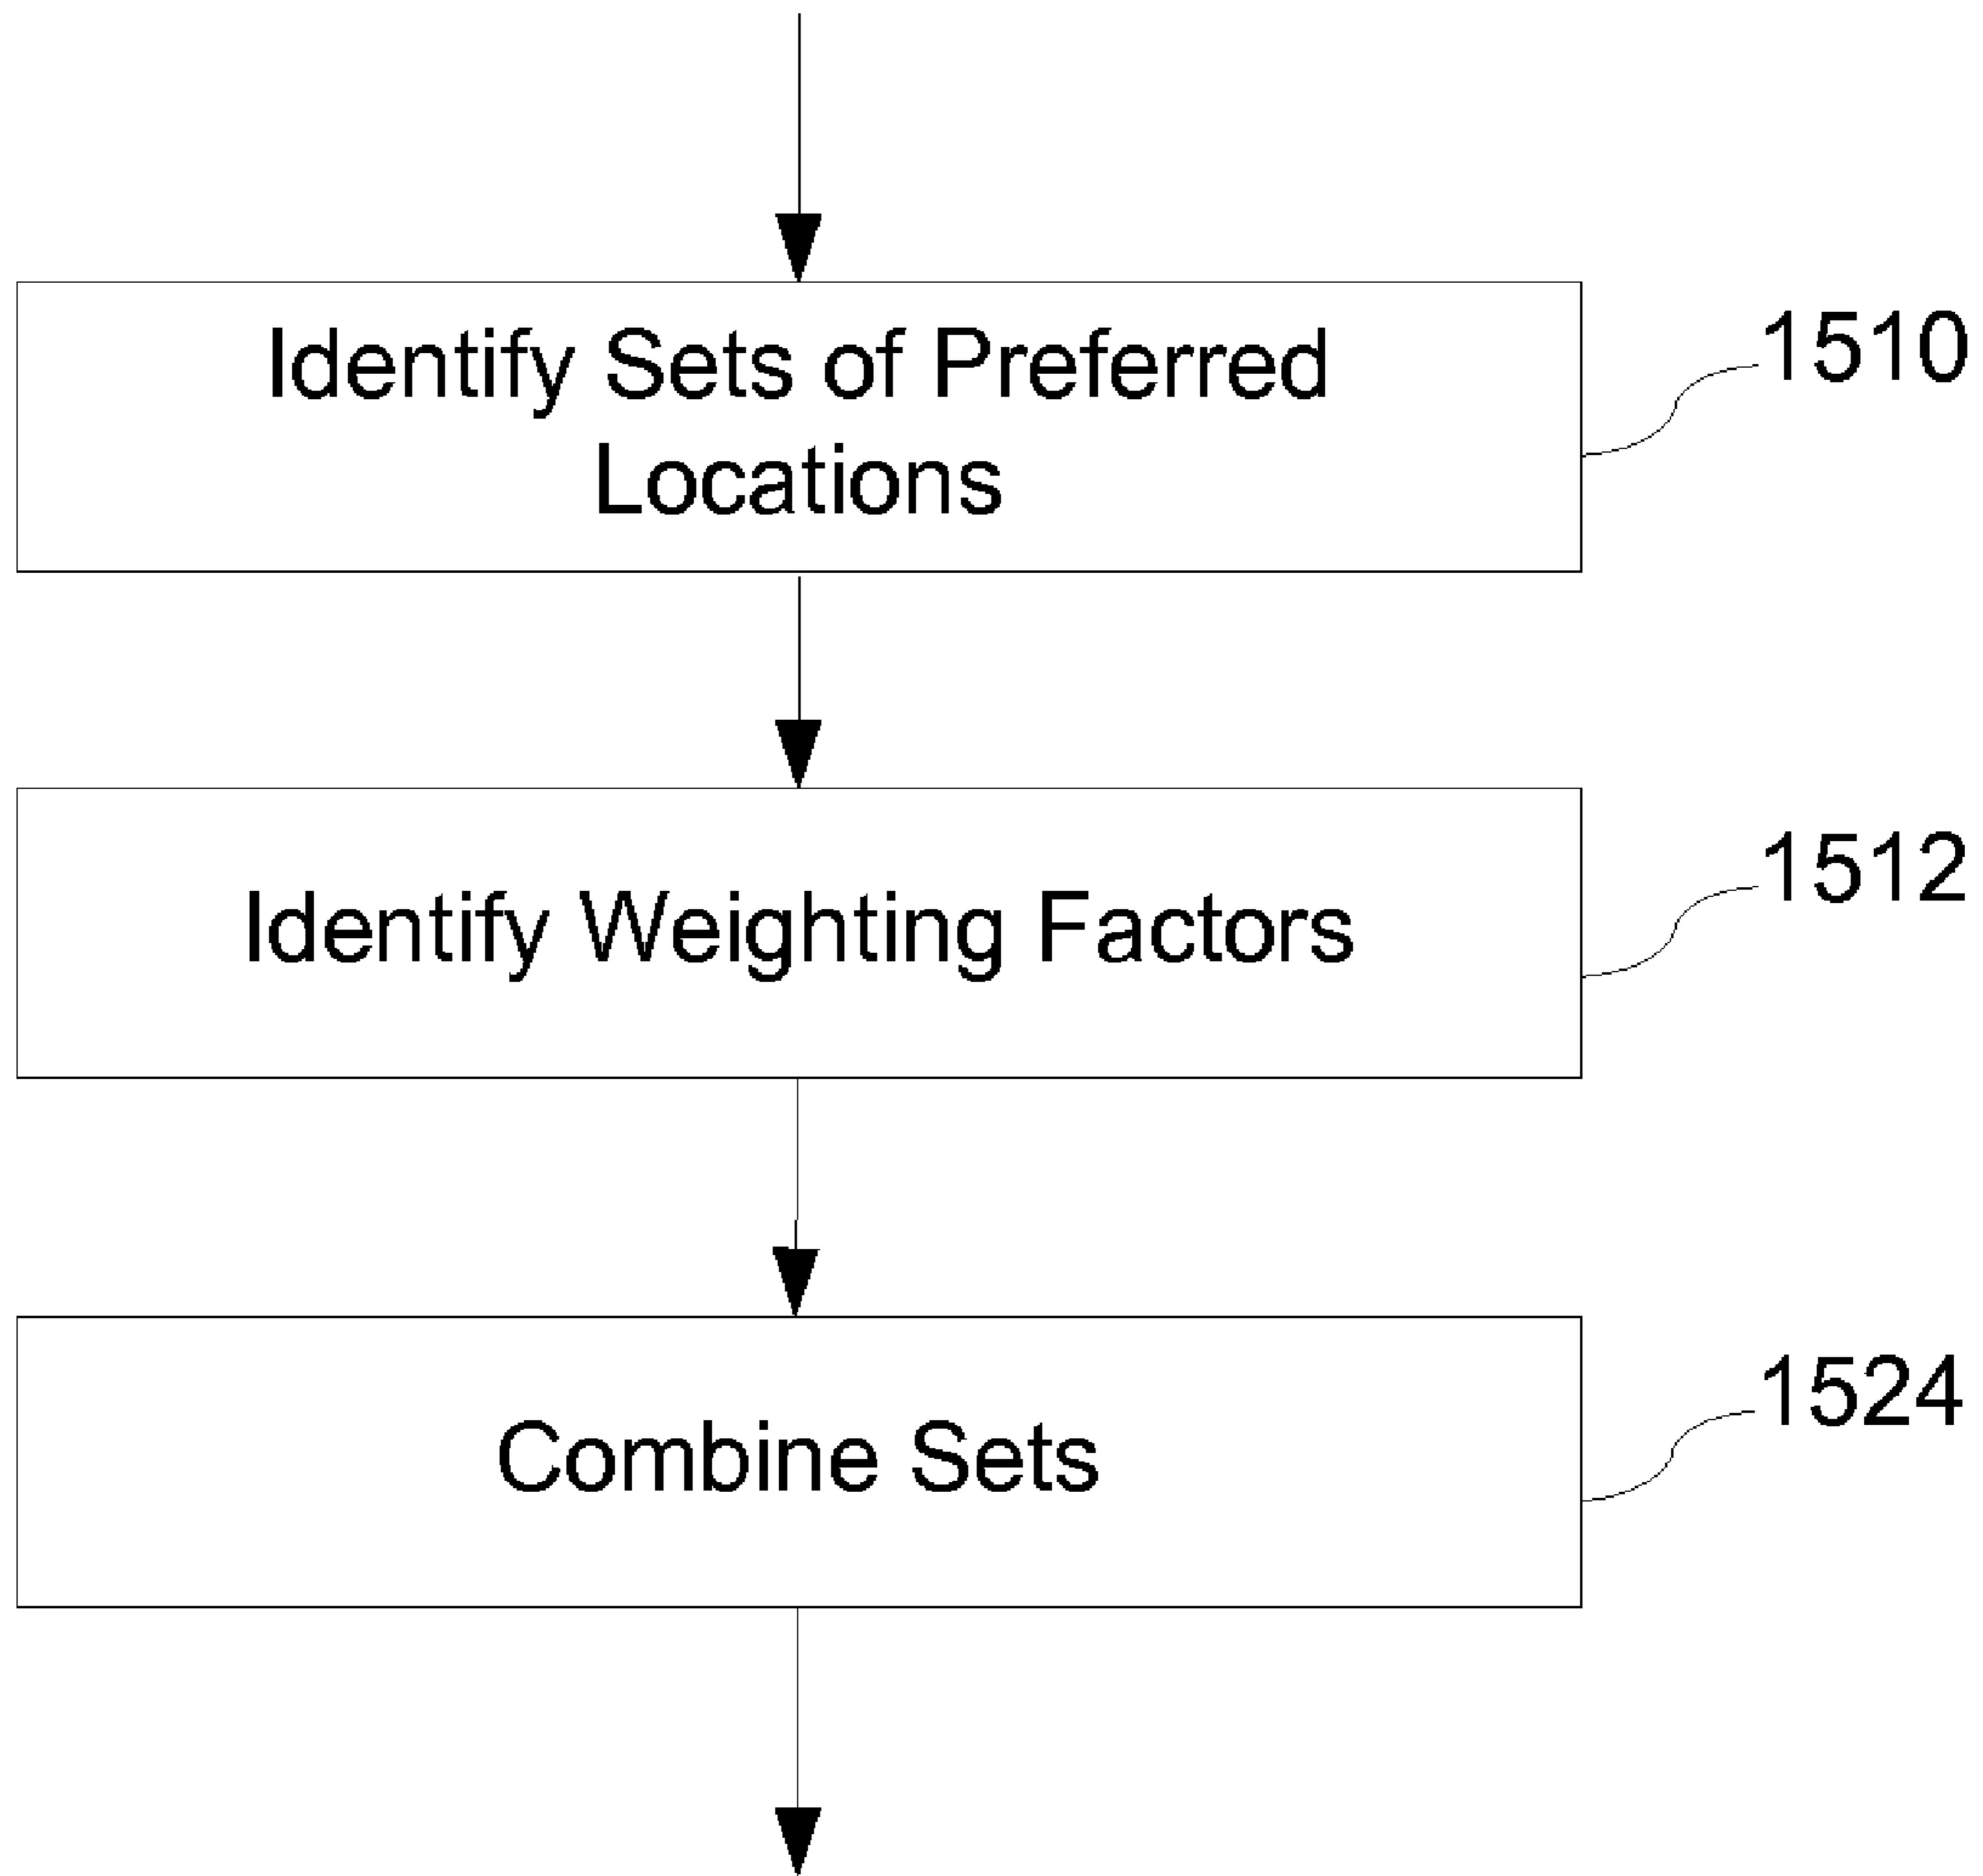 Identify Sets of Preferred
Locations
1510
Identify Weighting Factors
1512
Combine Sets
1524